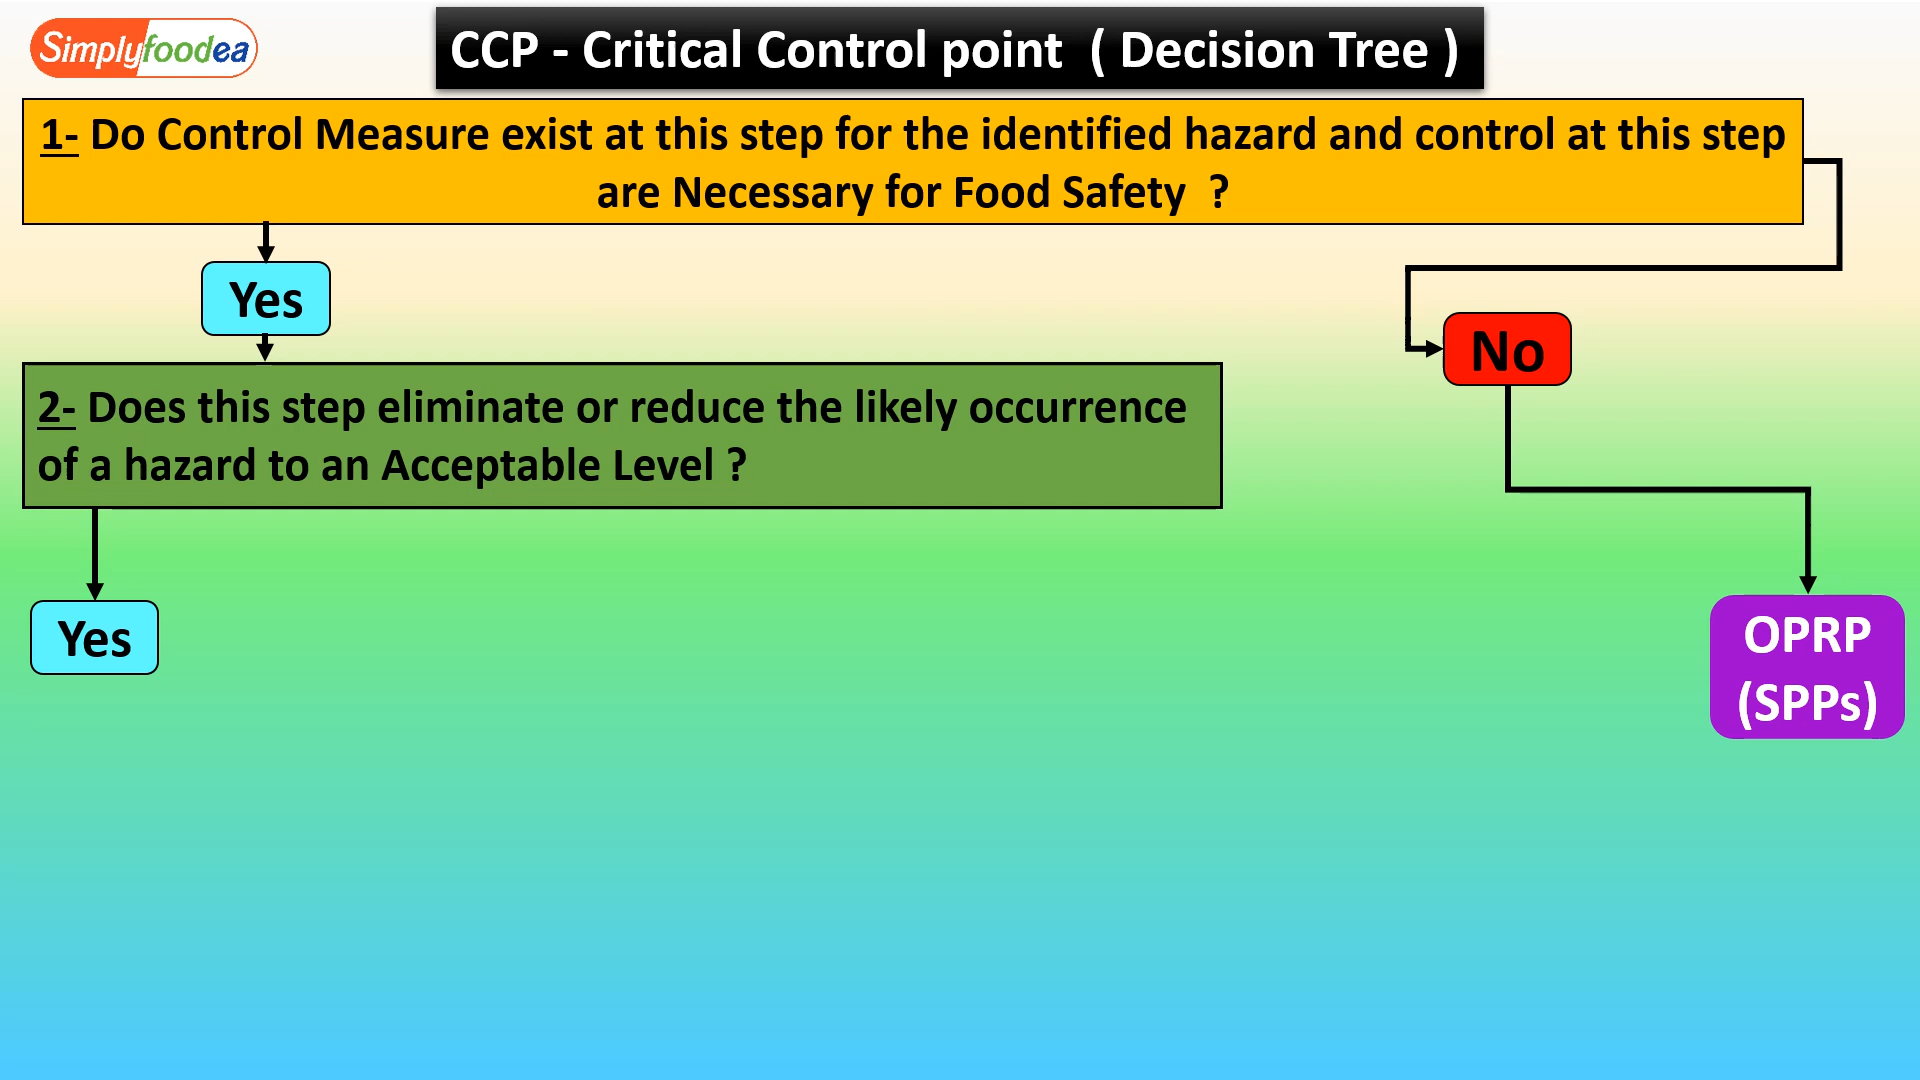 Simplyfoodea
CCP - Critical Control point ( Decision Tree )
1- Do Control Measure exist at this step for the identified hazard and control at this step
are Necessary for Food Safety ?
Yes
No
2- Does this step eliminate or reduce the likely occurrence
of a hazard to an Acceptable Level ?
Yes
OPRP
(SPPs)